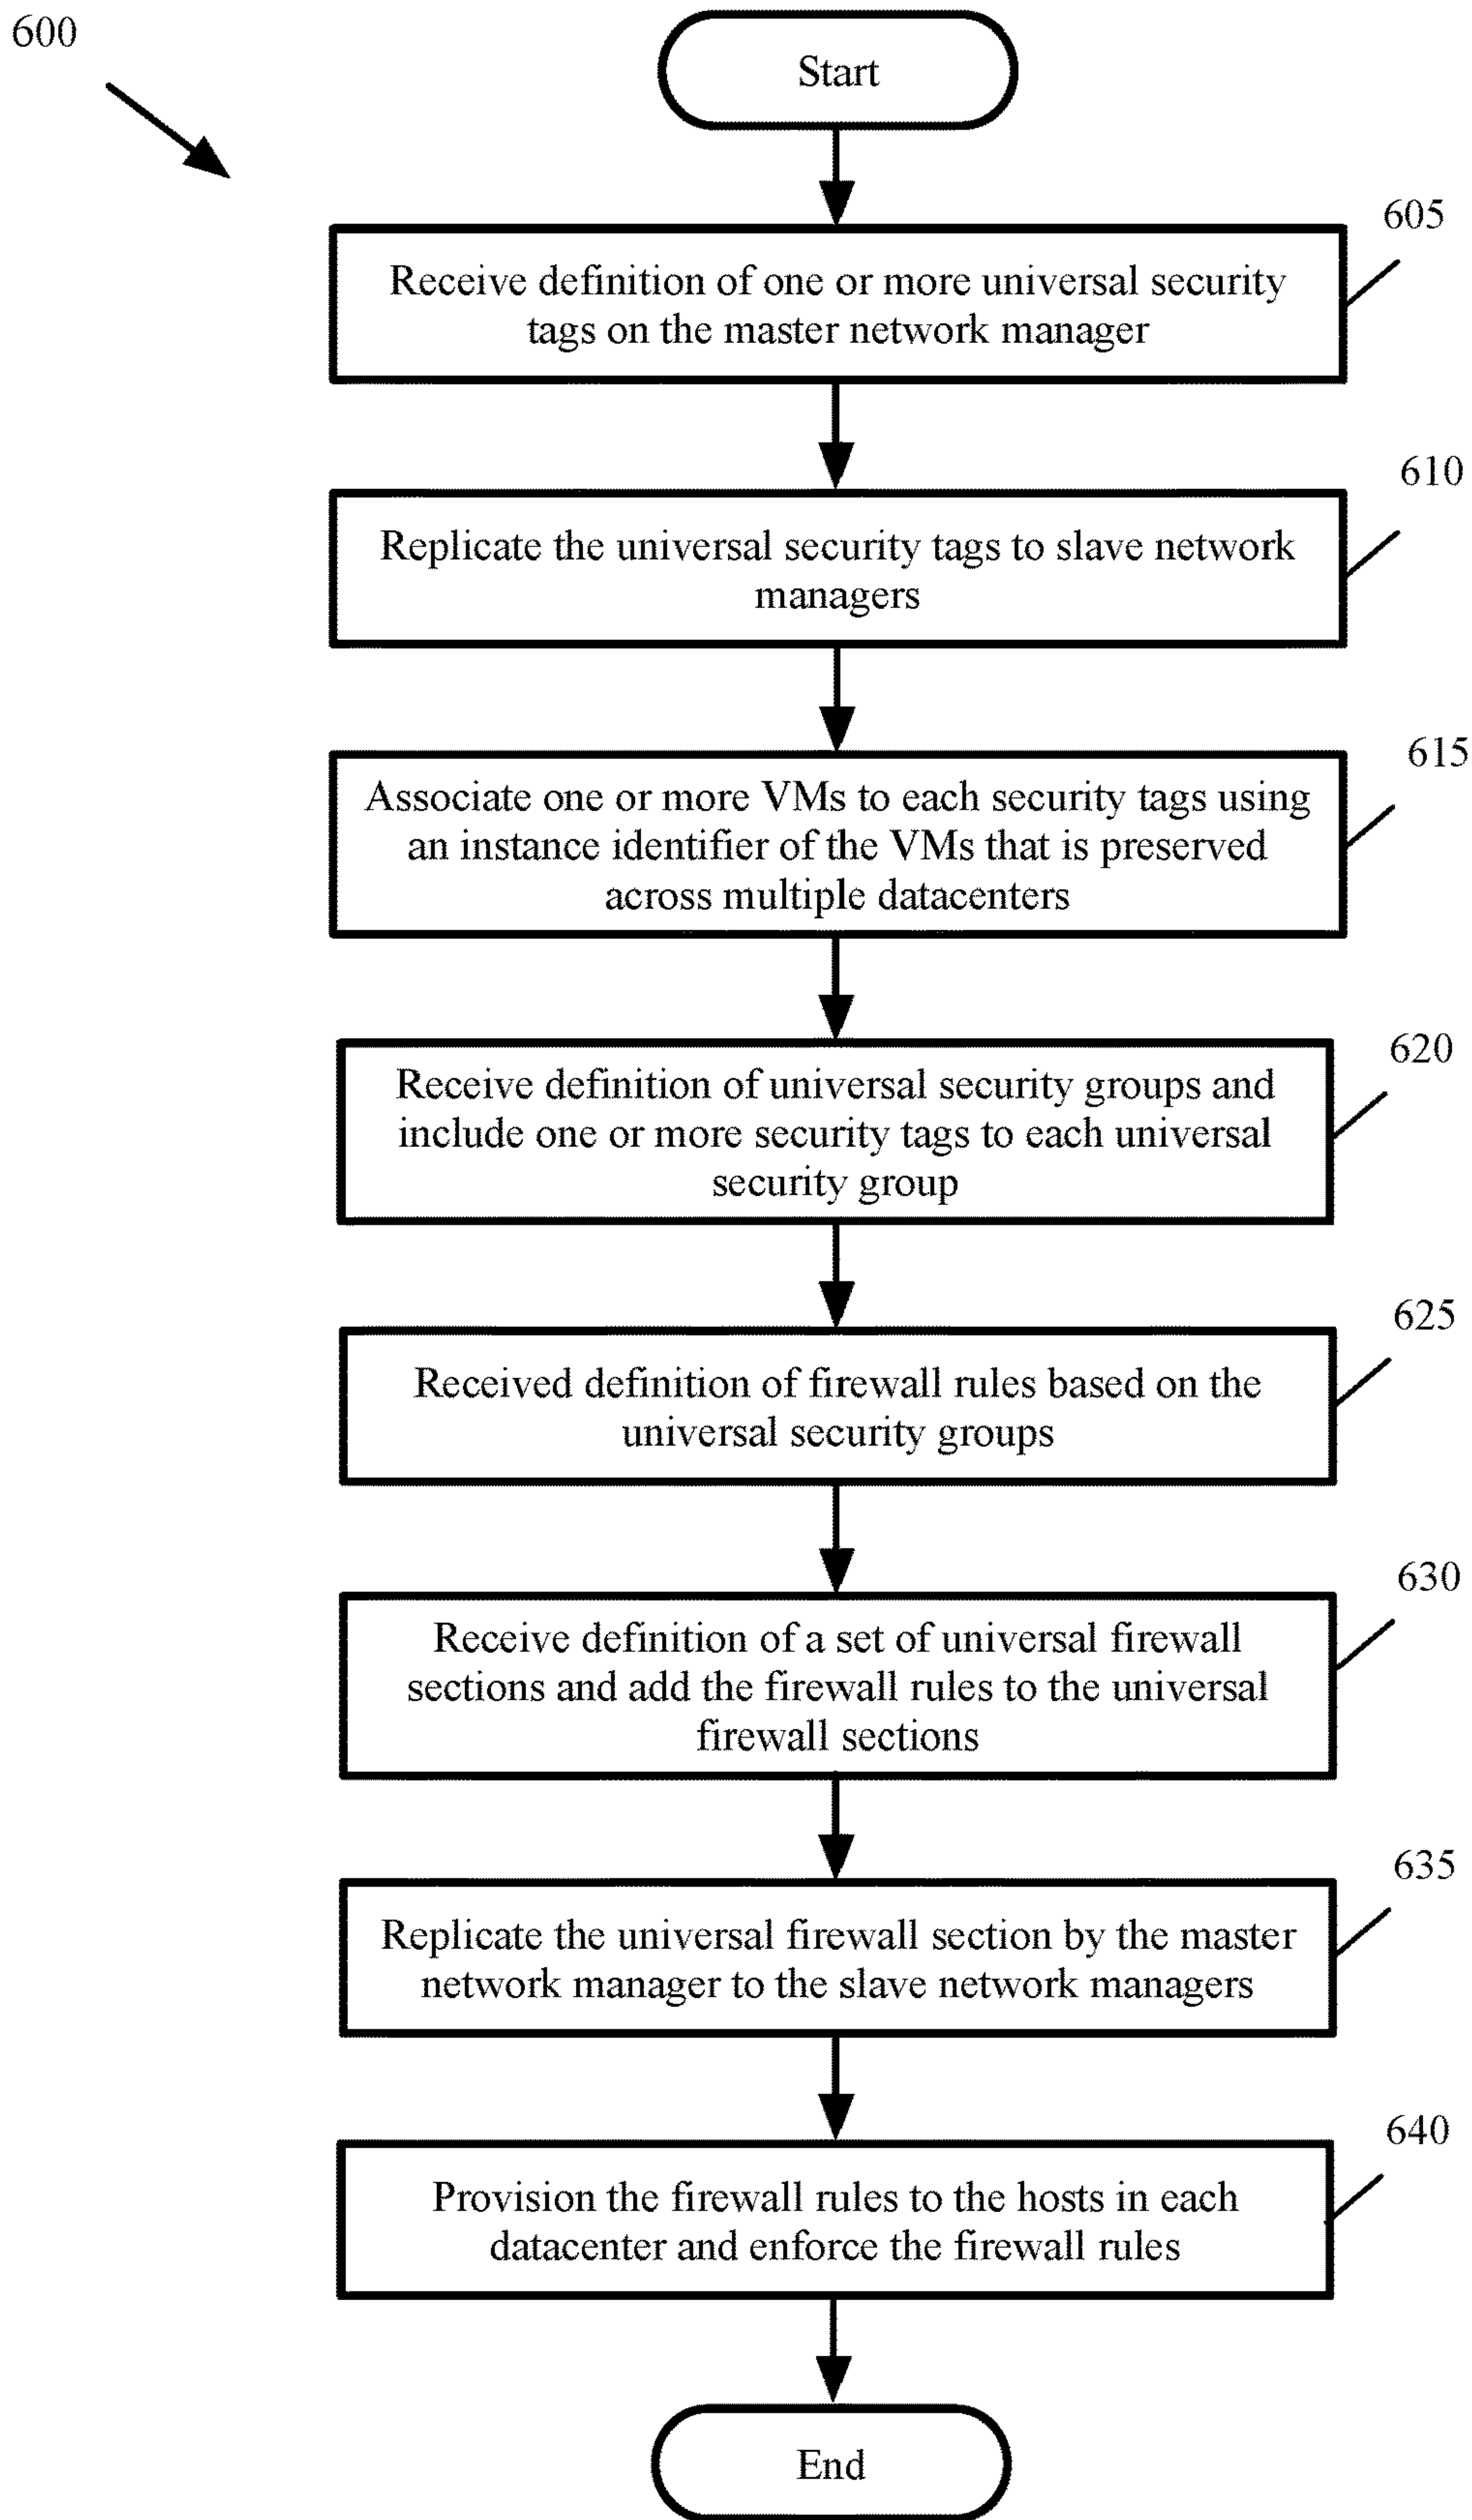 600
Start
605
Receive definition of one or more universal security
tags on the master network manager
610
Replicate the universal security tags to slave network
managers
615
Associate one or more VMs to each security tags using
an instance identifier of the VMs that is preserved
across multiple datacenters
620
Receive definition of universal security groups and
include one or more security tags to each universal
security group
625
Received definition of firewall rules based on the
universal security groups
630
Receive definition of a set of universal firewall
sections and add the firewall rules to the universal
firewall sections
635
Replicate the universal firewall section by the master
network manager to the slave network managers
640
Provision the firewall rules to the hosts in each
datacenter and enforce the firewall rules
End